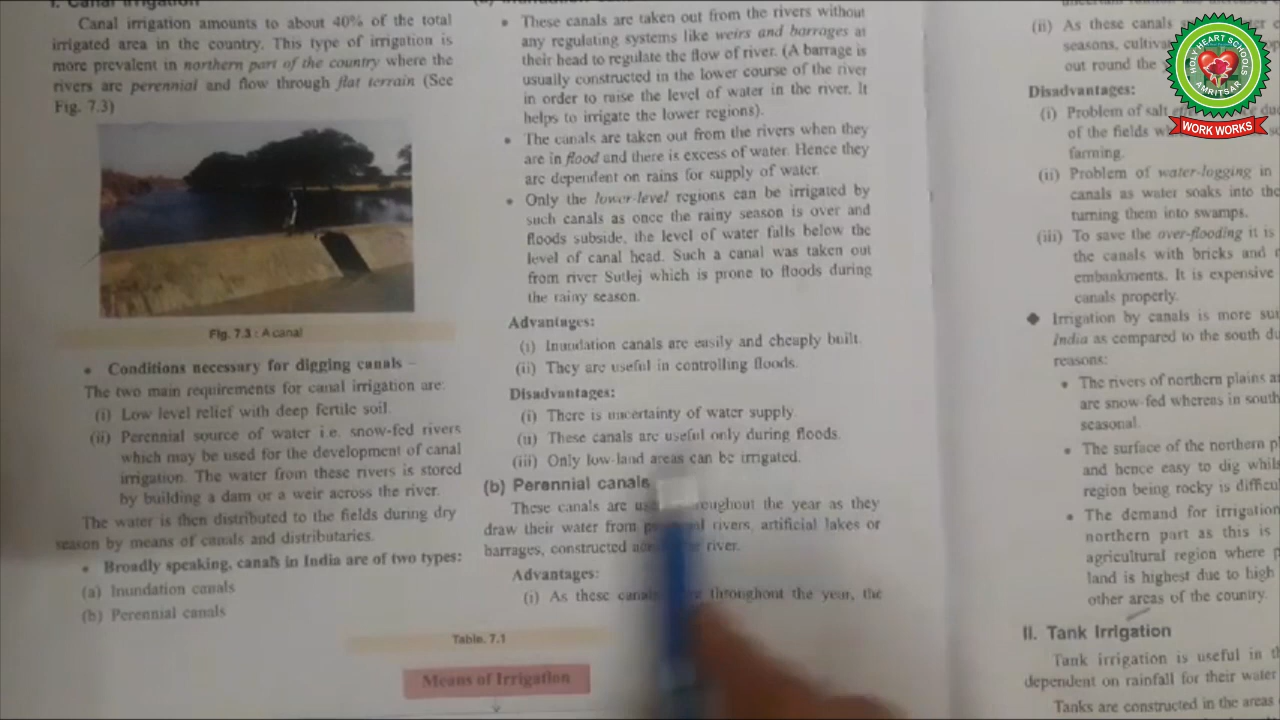 I. Canal Irrigation
Canal irrigation amounts to about 40% of the total
irrigated area in the country. This type of irrigation is
more prevalent in northern part of the country where the
rivers are perennial and flow through flat terrain (See
Fig. 7.3)
Fig. 7.3 : A canal
• Conditions necessary for digging canals –
The two main requirements for canal irrigation are:
(i) Low level relief with deep fertile soil.
(ii) Perennial source of water i.e. snow-fed rivers
which may be used for the development of canal
irrigation. The water from these rivers is stored
by building a dam or a weir across the river.
The water is then distributed to the fields during dry
season by means of canals and distributaries.
• Broadly speaking, canals in India are of two types:
(a) Inundation canals
(b) Perennial canals
• These canals are taken out from the rivers without
any regulating systems like weirs and barrages at
their head to regulate the flow of river. (A barrage is
usually constructed in the lower course of the river
in order to raise the level of water in the river. It
helps to irrigate the lower regions).
• The canals are taken out from the rivers when they
are in flood and there is excess of water. Hence they
are dependent on rains for supply of water.
• Only the lower-level regions can be irrigated by
such canals as once the rainy season is over and
floods subside, the level of water falls below the
level of canal head. Such a canal was taken out
from river Sutlej which is prone to floods during
the rainy season.
Advantages:
(i) Inundation canals are easily and cheaply built.
(ii) They are useful in controlling floods.
Disadvantages:
(i) There is uncertainty of water supply.
(ii) These canals are useful only during floods.
(iii) Only low-land areas can be irrigated.
(b) Perennial canals
These canals are roughout the year as they
draw their water from rivers, artificial lakes or
barrages, constructed river.
Advantages:
(i) As these throughout the year, the
Table. 7.1
Means of Irrigation
(ii) As these canals
seasons,
out round the
Disadvantages:
(i) Problem of salt
of the fields
farming.
(ii) Problem of water-logging in
canals as water soaks into
turning them into swamps.
(iii) To save the over-flooding it is
the canals with bricks and
embankments. It is expensive
canals properly.
◆ Irrigation by canals is more
India as compared to the south
reasons:
• The rivers of northern plains
are snow-fed whereas in south
seasonal.
• The surface of the northern
and hence easy to dig
region being rocky is
• The demand for irrigation
northern part as this is
agricultural region where
land is highest due to high
other areas of the country.
II. Tank Irrigation
Tank irrigation is useful in
dependent on rainfall for their water
Tanks are constructed in the areas
HOLY HEART SCHOOLS
AMRITSAR
WORK WORKS